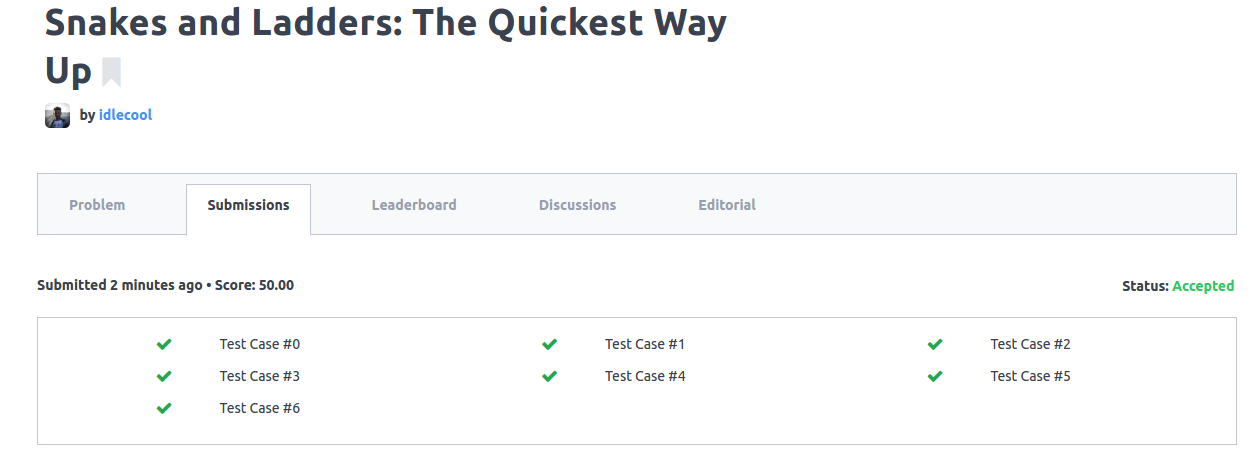 Snakes and Ladders: The Quickest Way
Up
by idlecool
Problem Submissions Leaderboard Discussions Editorial
Submitted 2 minutes ago • Score: 50.00 Status: Accepted
Test Case #0 Test Case #1 Test Case #2
Test Case #3 Test Case #4 Test Case #5
Test Case #6